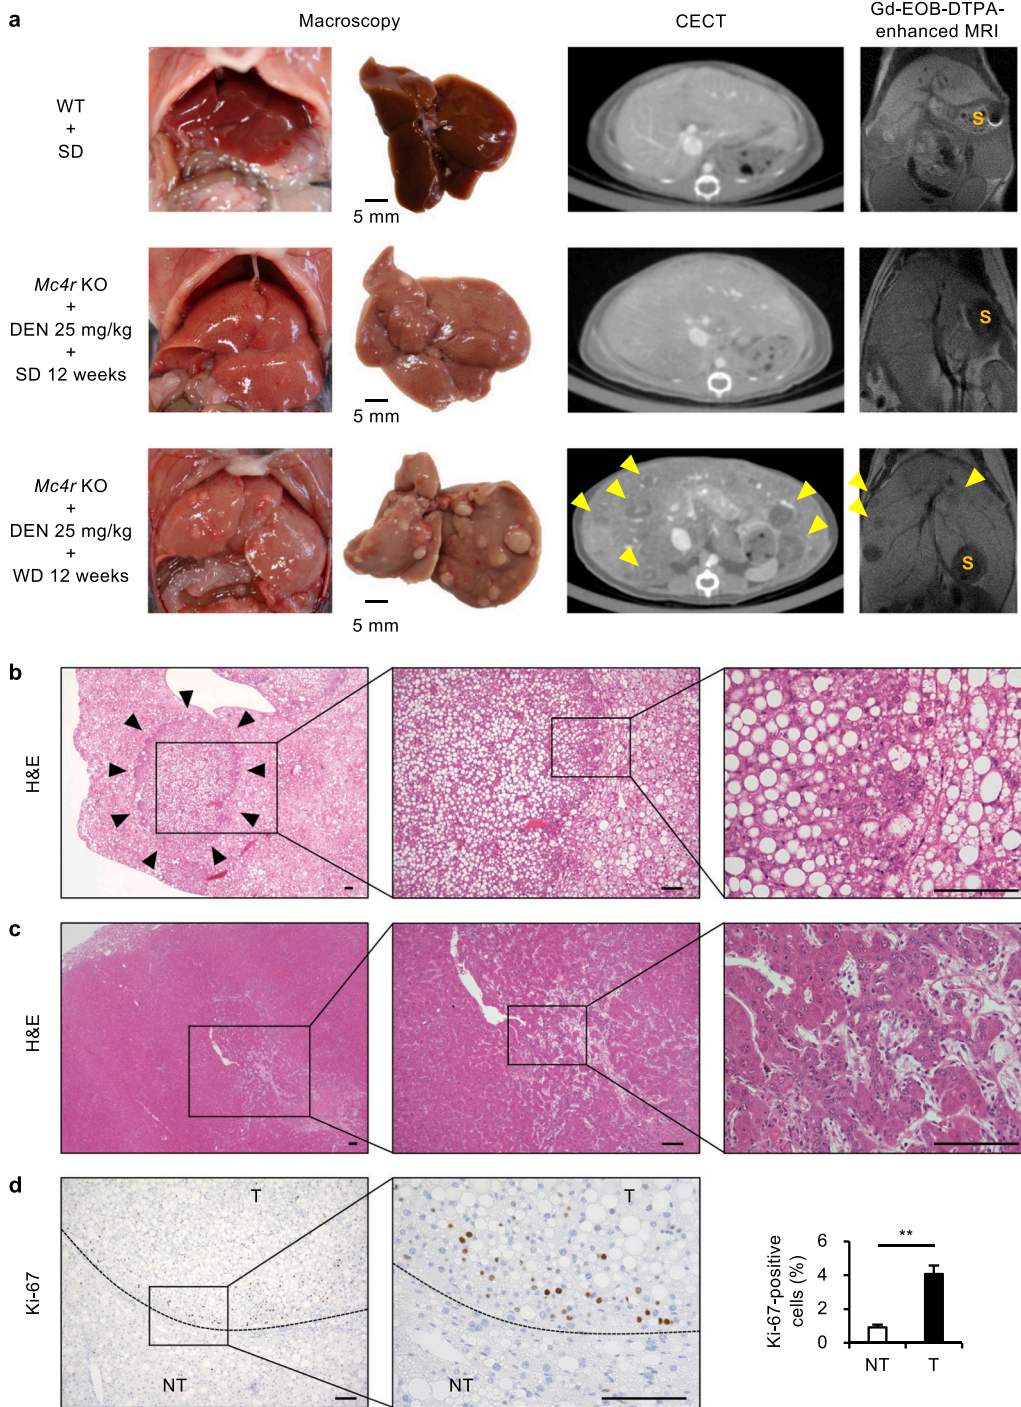 a
Macroscopy
CECT
Gd-EOB-DTPA-
enhanced MRI
WT
+
SD
5 mm
S
Mc4r KO
+
DEN 25 mg/kg
+
SD 12 weeks
5 mm
S
Mc4r KO
+
DEN 25 mg/kg
+
WD 12 weeks
5 mm
S
b
H&E
c
H&E
d
Ki-67
T
NT
T
NT
Ki-67-positive
cells (%)
6
4
2
0
**
NT
T